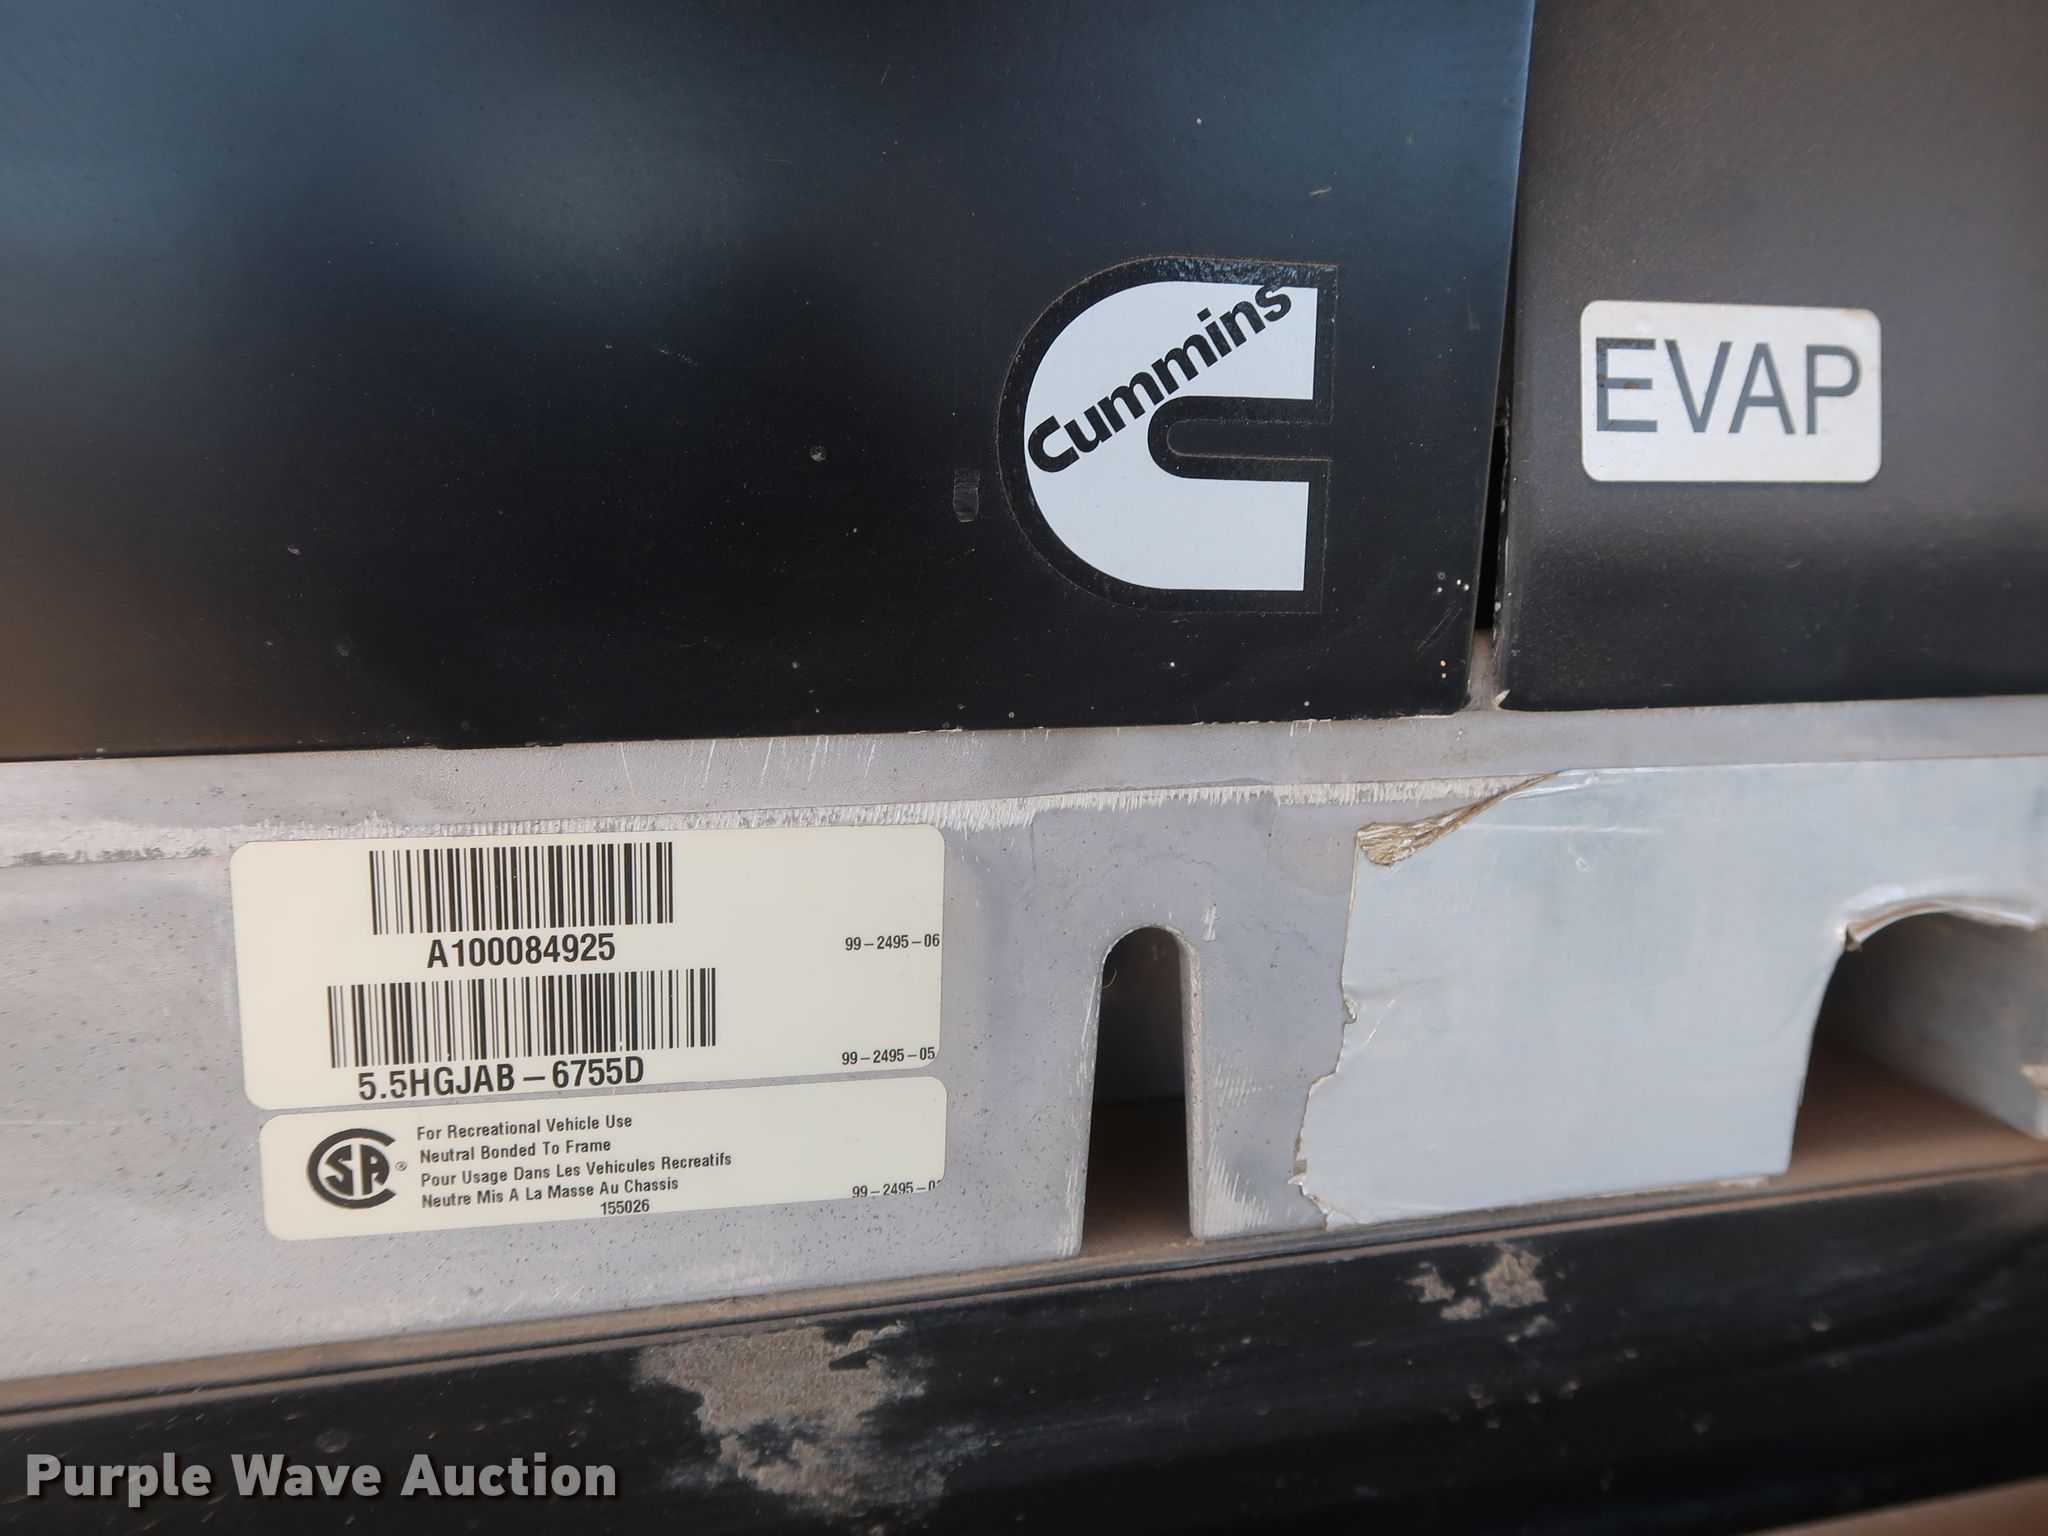 Cummins
EVAP
A100084925
99-2495-06
5.5HGJAB-6755D
99-2495-05
SA ®
For Recreational Vehicle Use
Neutral Bonded To Frame
Pour Usage Dans Les Vehicules Recreatifs
Neutre Mis A La Masse Au Chassis
155026
Purple Wave Auction